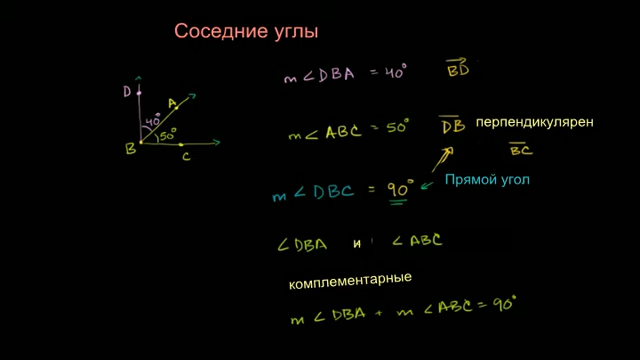 Соседние углы
m∠DBA = 40° BD
D
A
40°
50°
B
C
m∠ABC = 50° DB перпендикулярен
BC
m∠DBC = 90° Прямой угол
∠DBA и ∠ABC
комплементарные
m∠DBA + m∠ABC = 90°